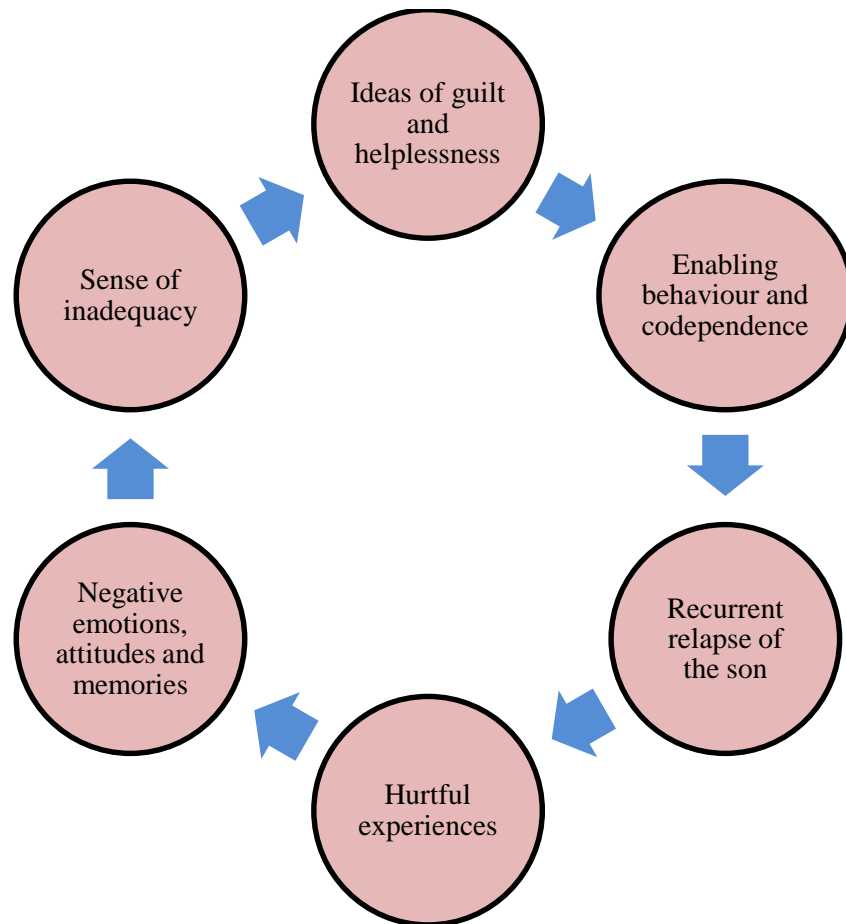 Ideas of guilt
and
helplessness
Enabling
behaviour and
codependence
Recurrent
relapse of
the son
Hurtful
experiences
Negative
emotions,
attitudes and
memories
Sense of
inadequacy